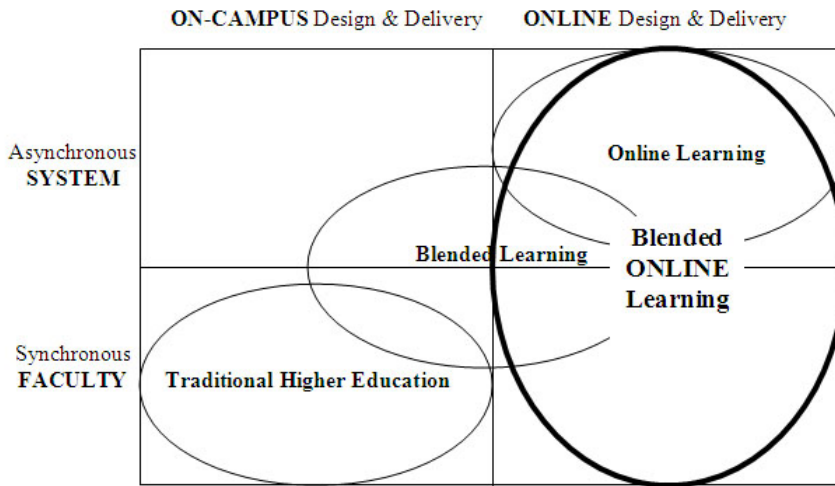 ON-CAMPUS Design & Delivery
ONLINE Design & Delivery
Asynchronous
SYSTEM
Online Learning
Blended Learning
Blended
ONLINE
Learning
Synchronous
FACULTY
Traditional Higher Education